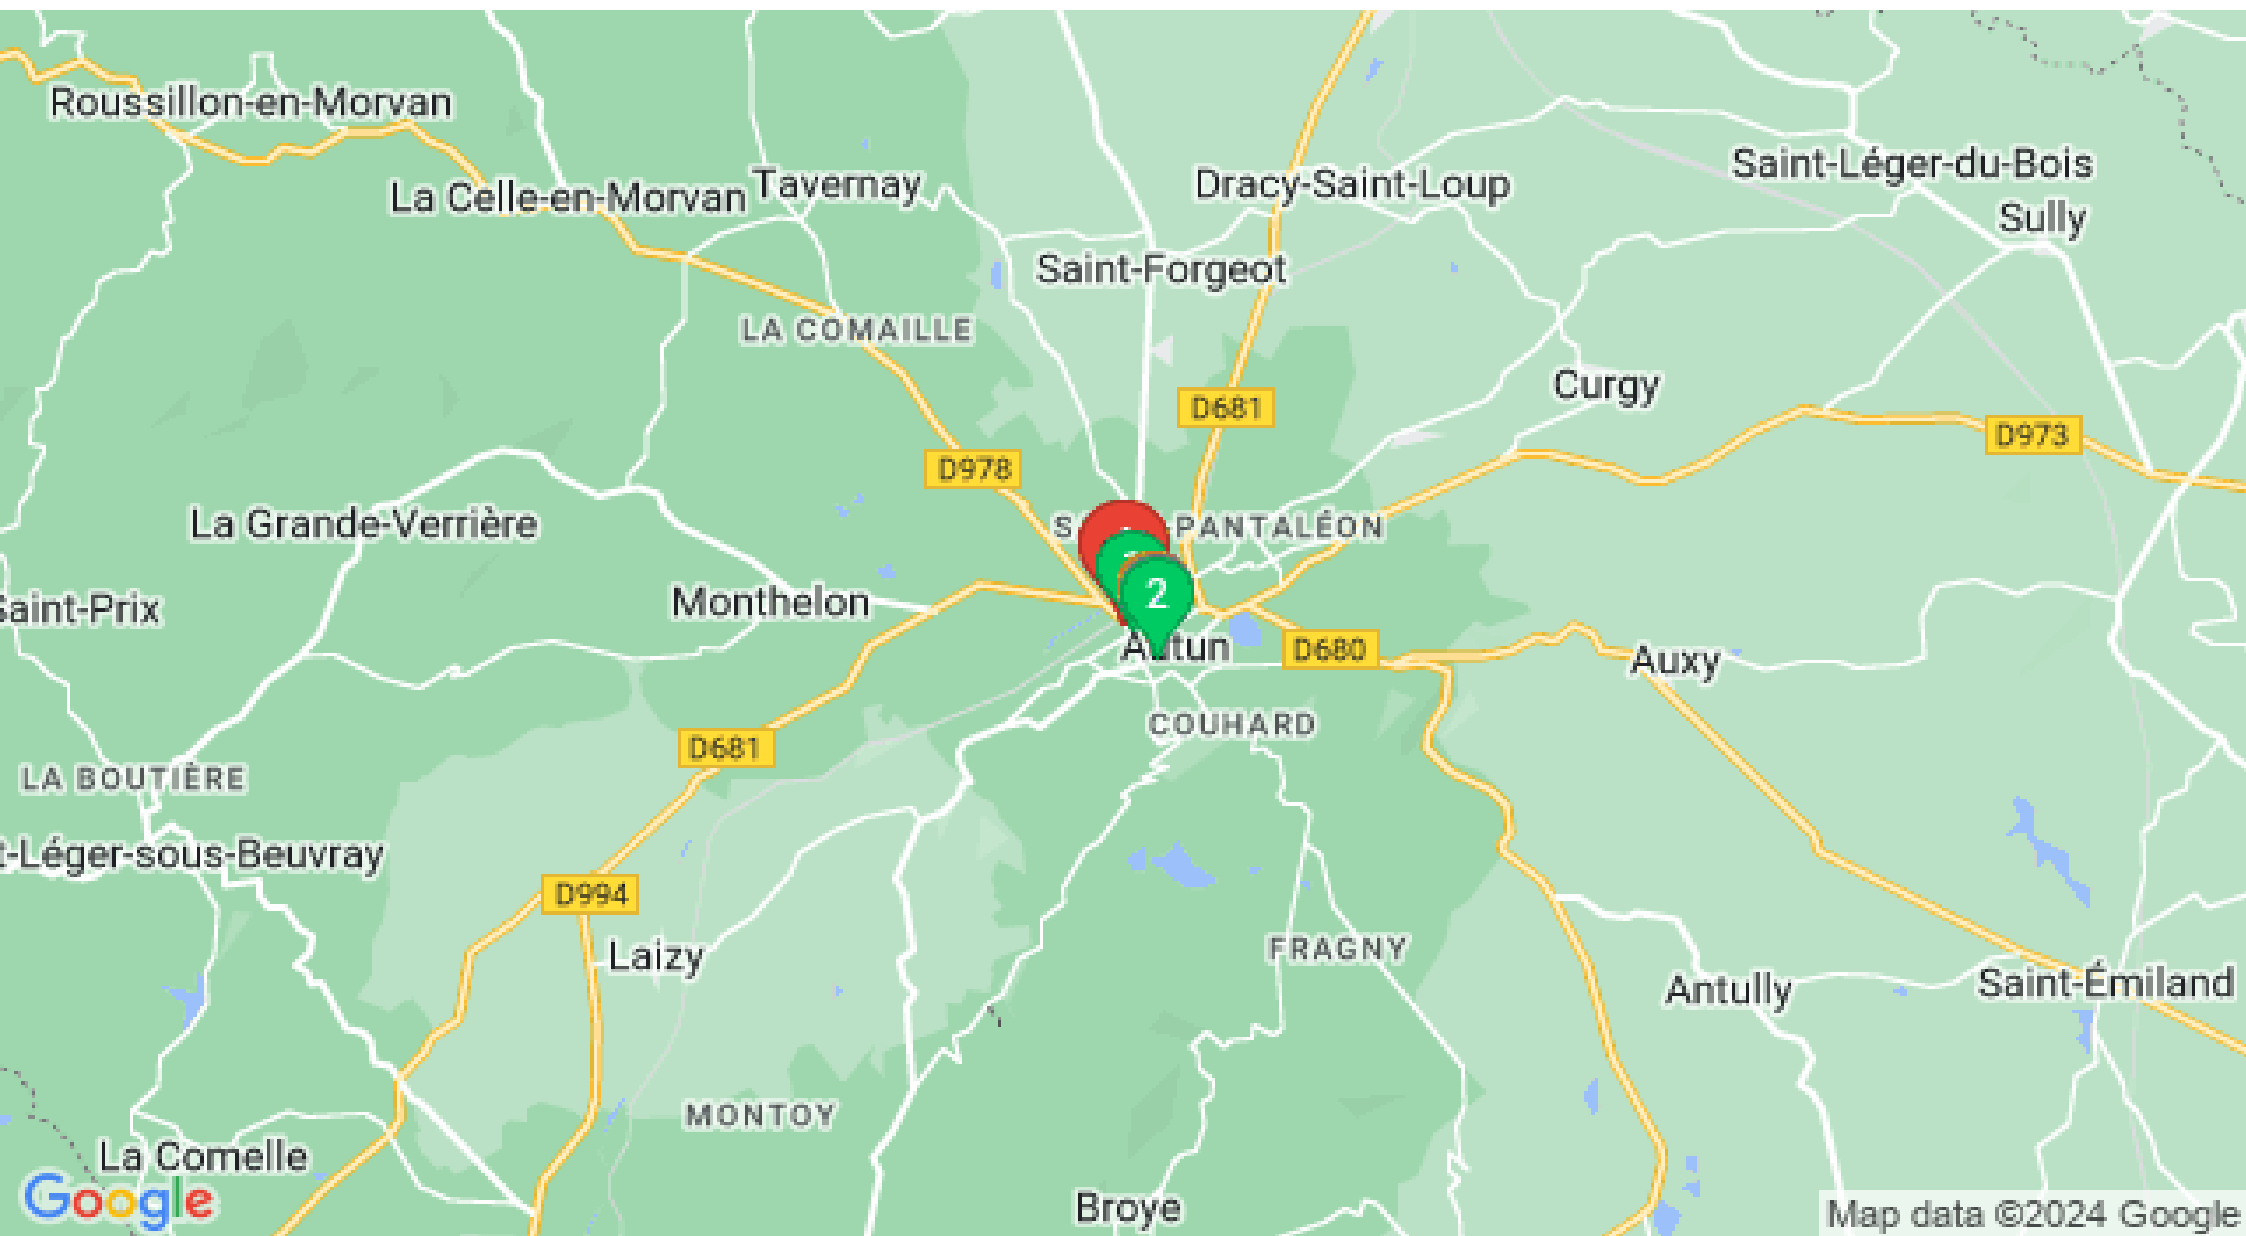 Roussillon-en-Morvan
La Celle-en-Morvan
Tavernay
Dracy-Saint-Loup
Saint-Léger-du-Bois
Sully
Saint-Forgeot
LA COMAILLE
Curgy
D681
D973
D978
La Grande-Verrière
PANTALÉON
2
Saint-Prix
Monthelon
Autun
D680
Auxy
COUHARD
D681
LA BOUTIÈRE
t-Léger-sous-Beuvray
D994
Laizy
FRAGNY
Antully
Saint-Émiland
MONTOY
La Comelle
Google
Broye
Map data ©2024 Google